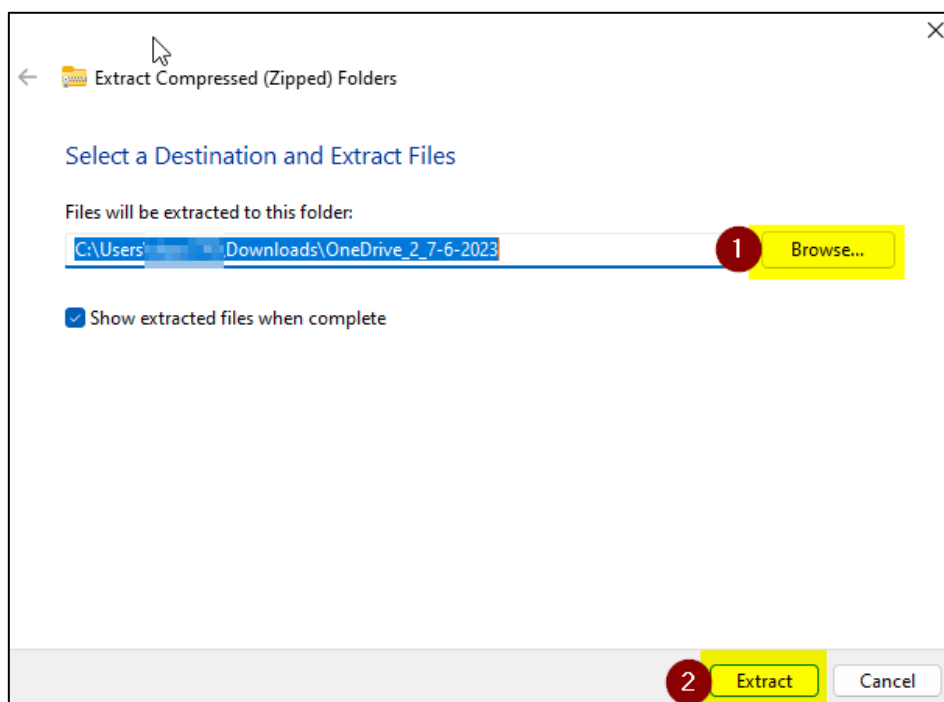 Extract Compressed (Zipped) Folders
Select a Destination and Extract Files
Files will be extracted to this folder:
C:\Users\ Downloads\OneDrive_2_7-6-2023
1 Browse...
Show extracted files when complete
2 Extract Cancel